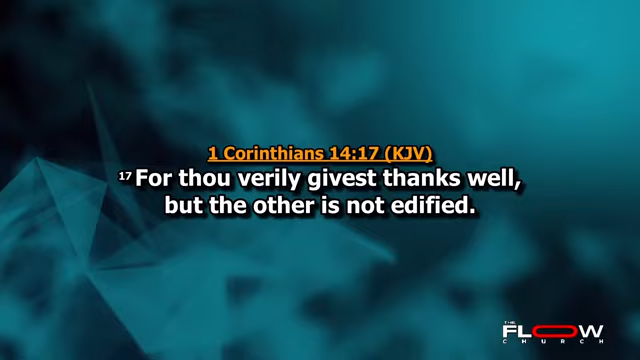 1 Corinthians 14:17 (KJV)
17 For thou verily givest thanks well,
but the other is not edified.
THE
FLOW
CHURCH